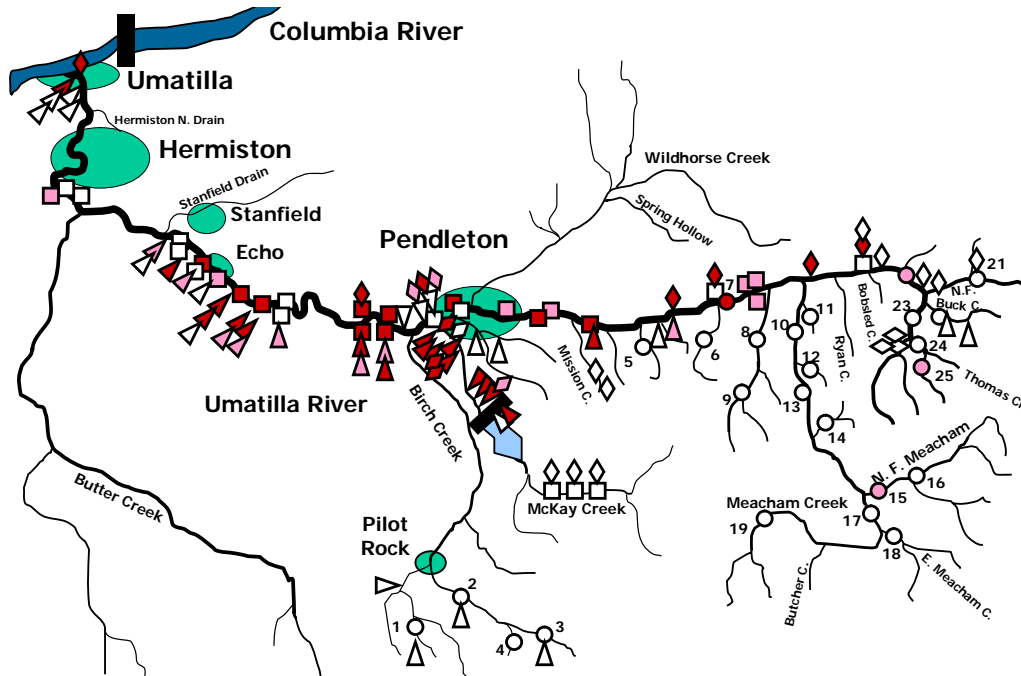 Columbia River
Umatilla
Hermiston N. Drain
Hermiston
Wildhorse Creek
Stanfield Drain
Spring Hollow
Stanfield
Pendleton
Echo
21
7
N.F.
Buck C.
23
Bobsled C.
11
10
8
5
6
24
Ryan C.
Mission C.
12
25
Thomas C.
Umatilla River
Birch Creek
9
13
14
N. F. Meacham
Butter Creek
16
15
McKay Creek
Meacham Creek
17
19
Pilot
Rock
18
E. Meacham C.
Butcher C.
2
1
3
4